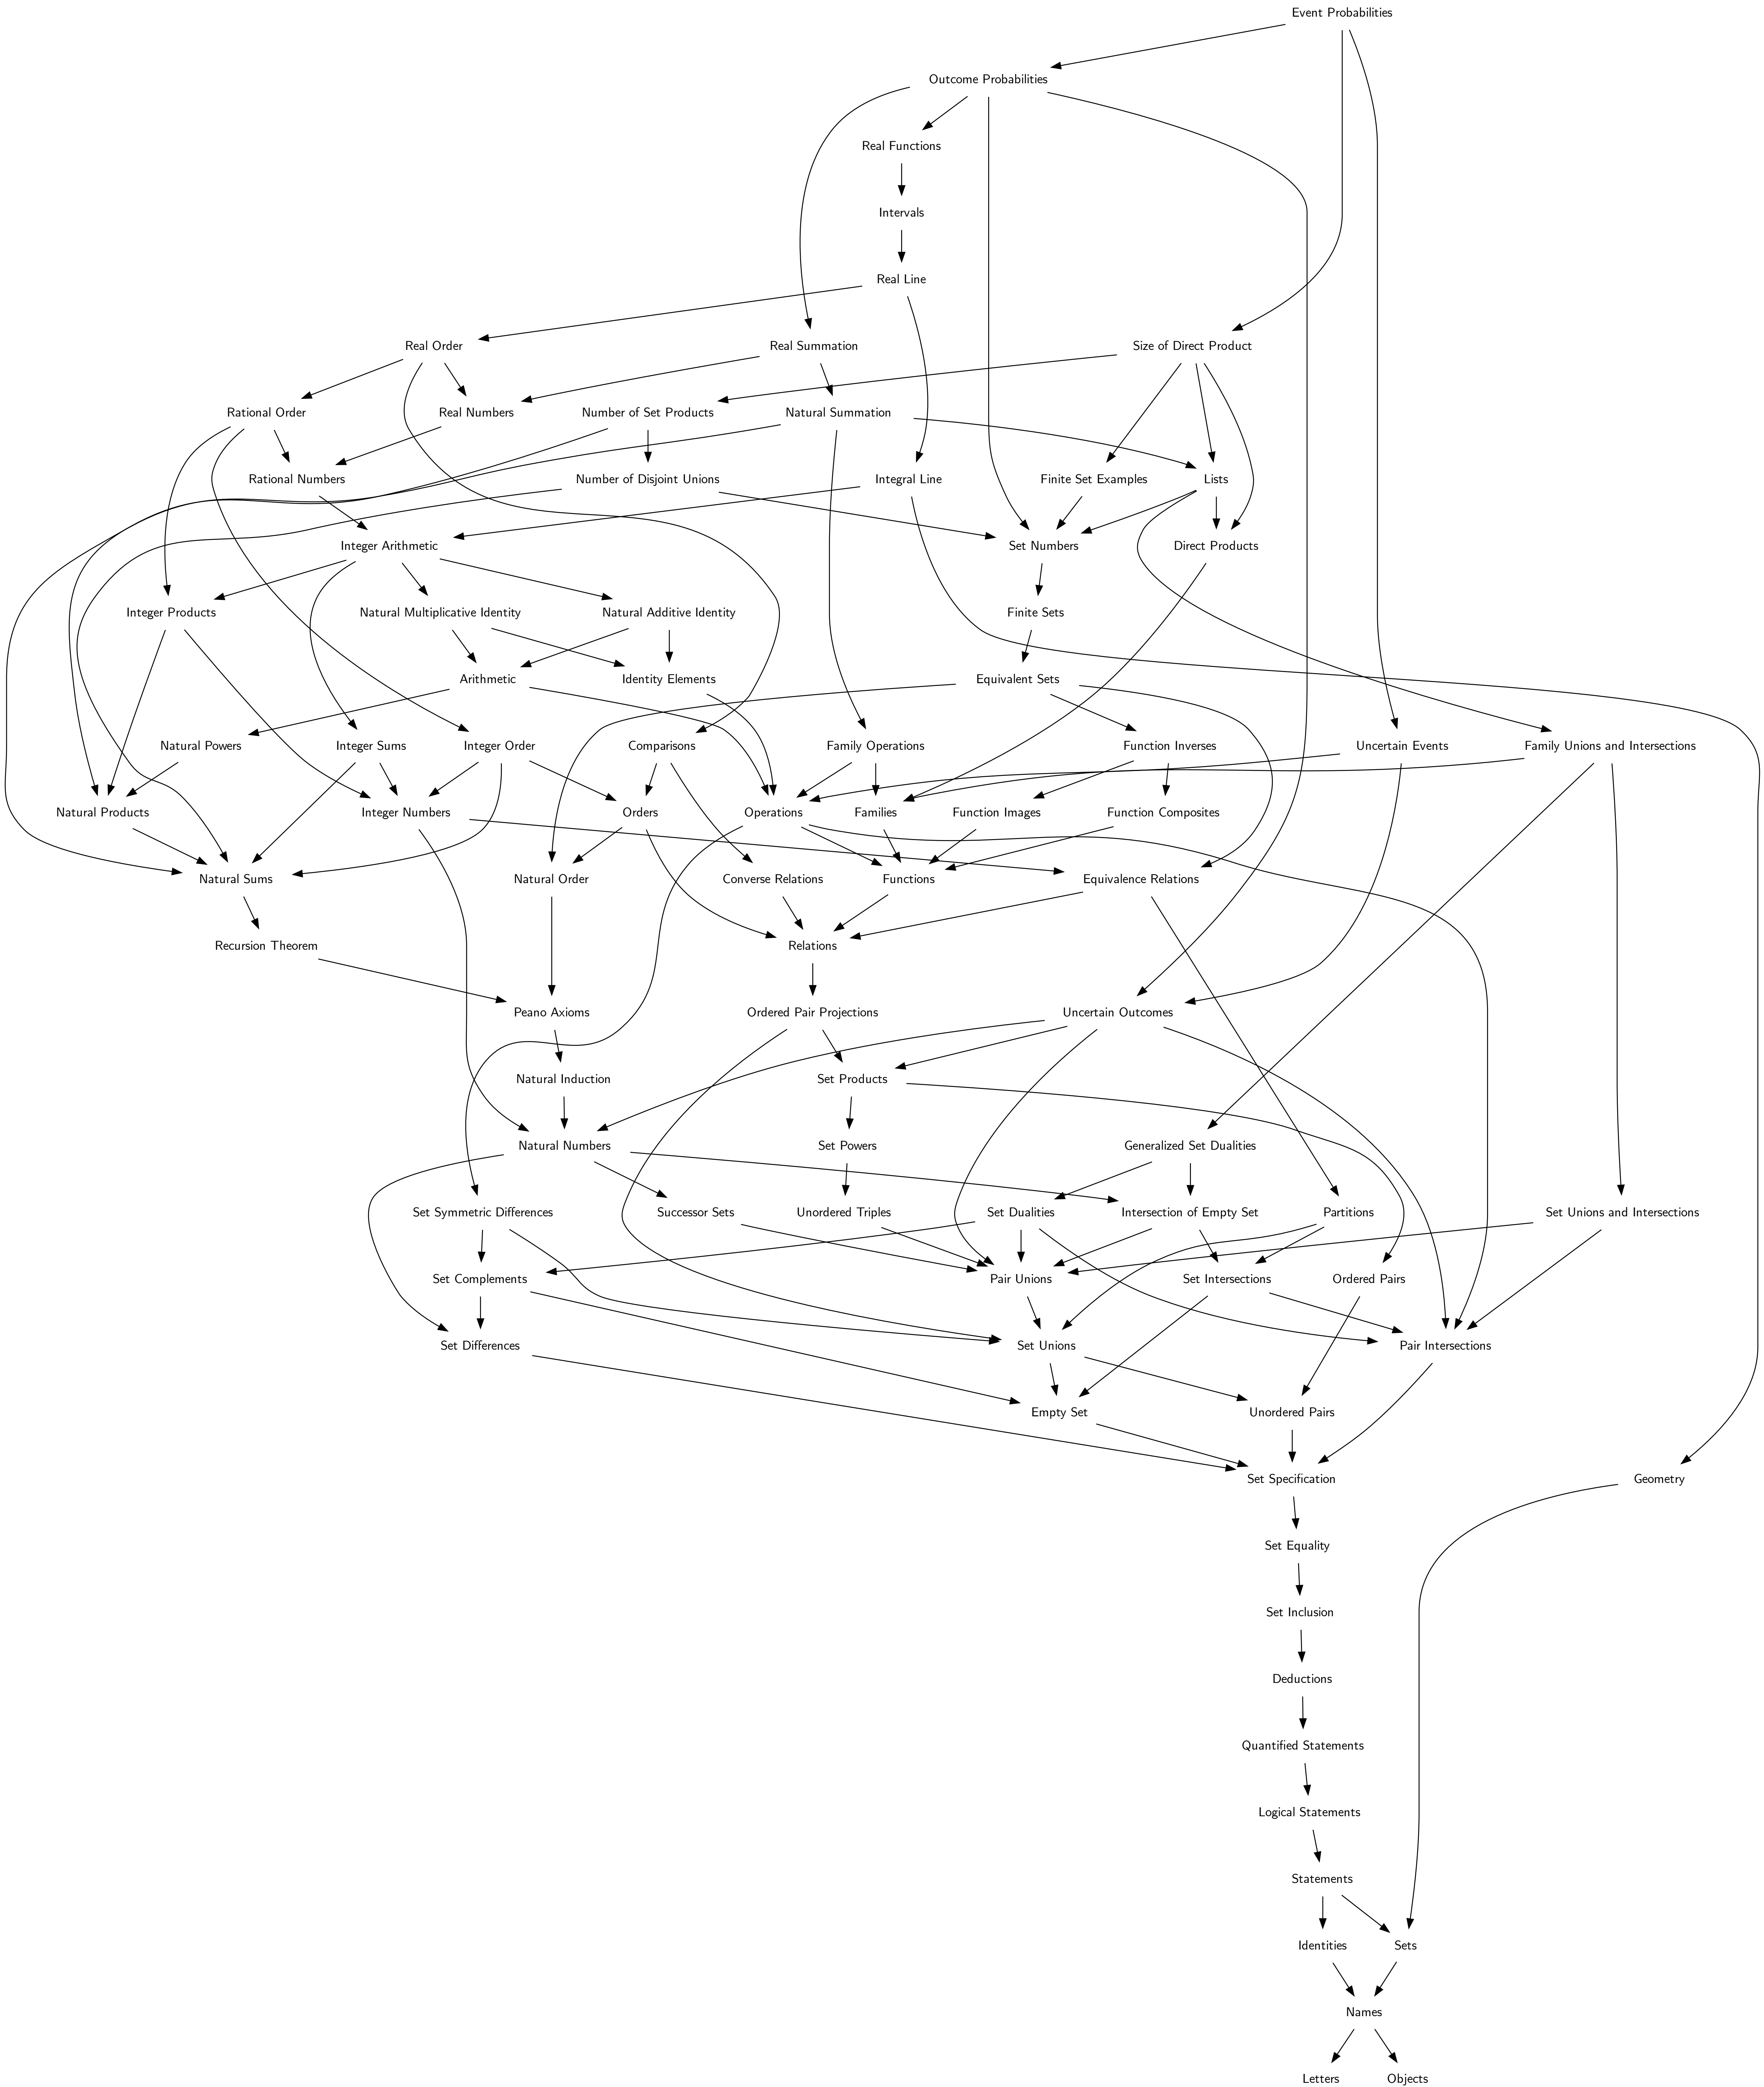 Event Probabilities
Outcome Probabilities
Real Functions
Intervals
Real Line
Real Order
Real Summation
Size of Direct Product
Rational Order
Real Numbers
Number of Set Products
Natural Summation
Rational Numbers
Number of Disjoint Unions
Integral Line
Finite Set Examples
Lists
Integer Arithmetic
Set Numbers
Direct Products
Integer Products
Natural Multiplicative Identity
Natural Additive Identity
Finite Sets
Arithmetic
Identity Elements
Equivalent Sets
Natural Powers
Integer Sums
Integer Order
Comparisons
Family Operations
Function Inverses
Uncertain Events
Family Unions and Intersections
Natural Products
Integer Numbers
Orders
Operations
Families
Function Images
Function Composites
Natural Sums
Natural Order
Converse Relations
Functions
Equivalence Relations
Recursion Theorem
Relations
Peano Axioms
Ordered Pair Projections
Uncertain Outcomes
Natural Induction
Set Products
Natural Numbers
Set Powers
Generalized Set Dualities
Set Symmetric Differences
Successor Sets
Unordered Triples
Set Dualities
Intersection of Empty Set
Partitions
Set Unions and Intersections
Set Complements
Pair Unions
Set Intersections
Ordered Pairs
Set Differences
Set Unions
Pair Intersections
Empty Set
Unordered Pairs
Set Specification
Geometry
Set Equality
Set Inclusion
Deductions
Quantified Statements
Logical Statements
Statements
Identities
Sets
Names
Letters
Objects